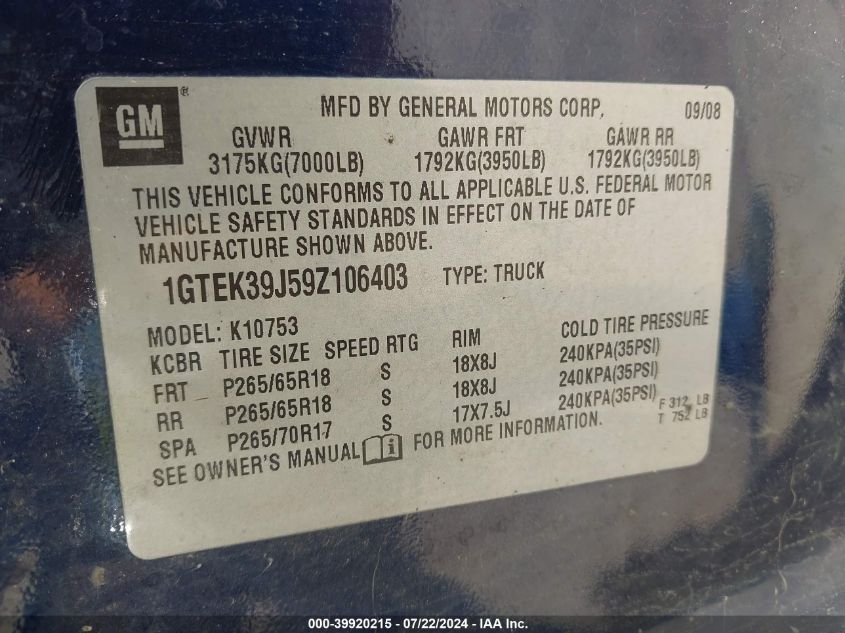 GM ®
MFD BY GENERAL MOTORS CORP. 09/08
GVWR GAWR FRT GAWR RR
3175KG(7000LB) 1792KG(3950LB) 1792KG(3950LB)
THIS VEHICLE CONFORMS TO ALL APPLICABLE U.S. FEDERAL MOTOR
VEHICLE SAFETY STANDARDS IN EFFECT ON THE DATE OF
MANUFACTURE SHOWN ABOVE.
1GTEK39J59Z106403 TYPE: TRUCK
MODEL: K10753
KCBR TIRE SIZE SPEED RTG RIM COLD TIRE PRESSURE
FRT P265/65R18 S 18X8J 240KPA(35PSI)
RR P265/65R18 S 18X8J 240KPA(35PSI)
SPA P265/70R17 S 17X7.5J 240KPA(35PSI)
F 312 LB
T 752 LB
SEE OWNER'S MANUAL i FOR MORE INFORMATION.
000-39920215 - 07/22/2024 - IAA, Inc.